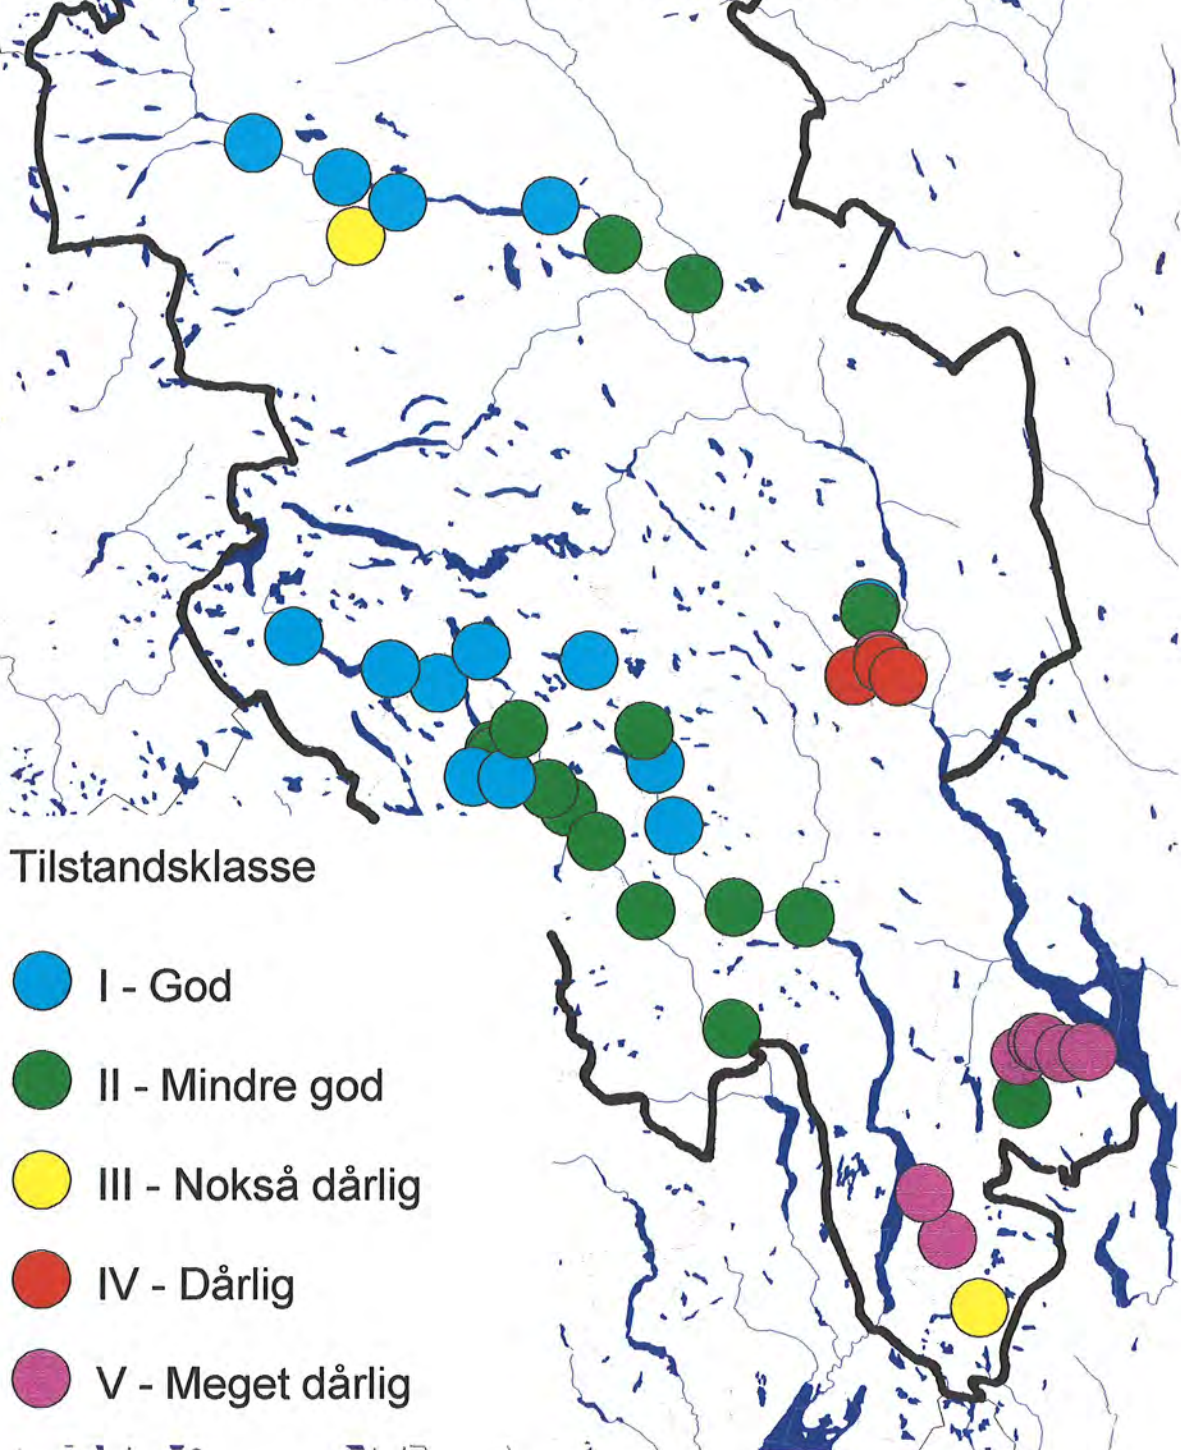 Tilstandsklasse
I - God
II - Mindre god
III - Nokså dårlig
IV - Dårlig
V - Meget dårlig